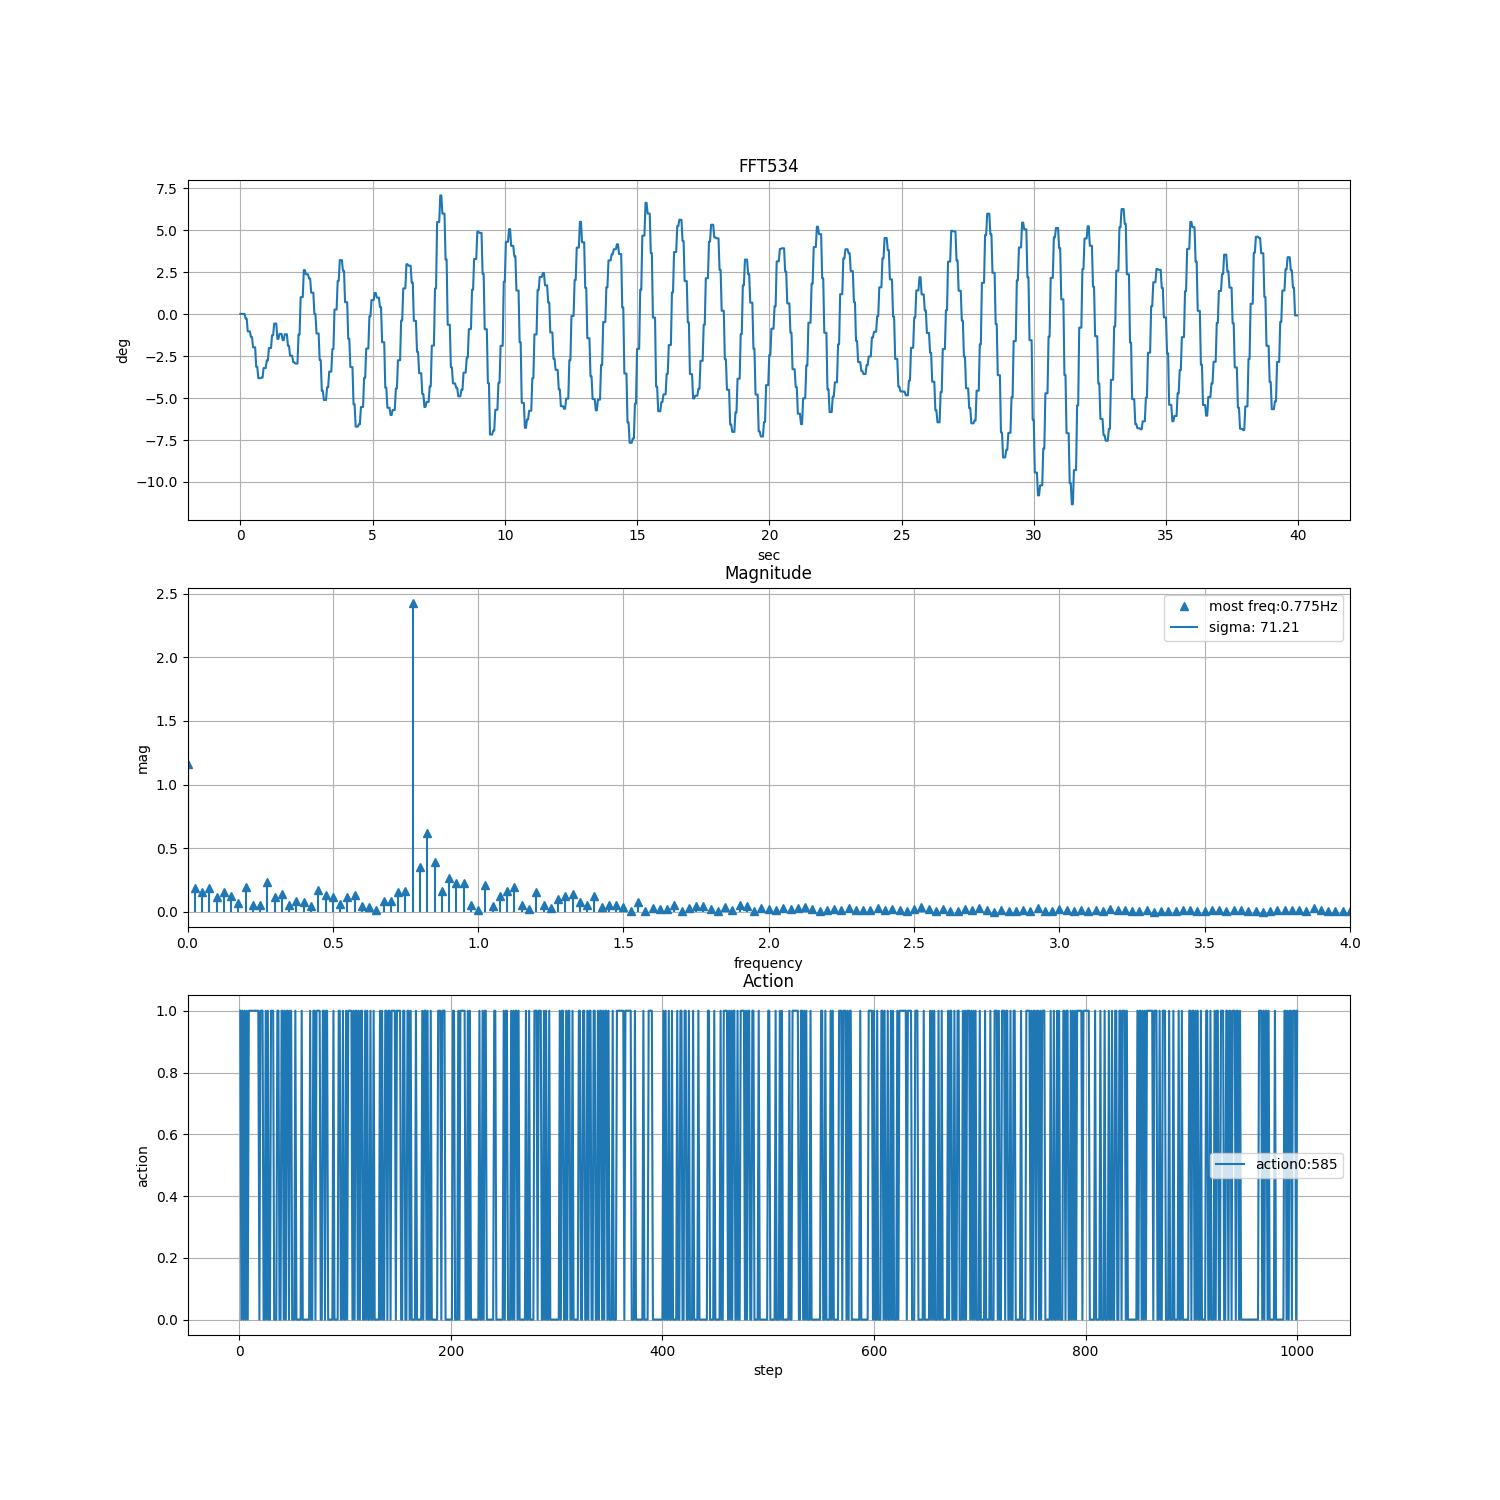 FFT534
7.5
5.0
2.5
0.0
−2.5
−5.0
−7.5
−10.0
deg
0 5 10 15 20 25 30 35 40
sec
Magnitude
2.5
2.0
1.5
1.0
0.5
0.0
mag
most freq:0.775Hz
sigma: 71.21
0.0 0.5 1.0 1.5 2.0 2.5 3.0 3.5 4.0
frequency
Action
1.0
0.8
0.6
0.4
0.2
0.0
action
action0:585
0 200 400 600 800 1000
step